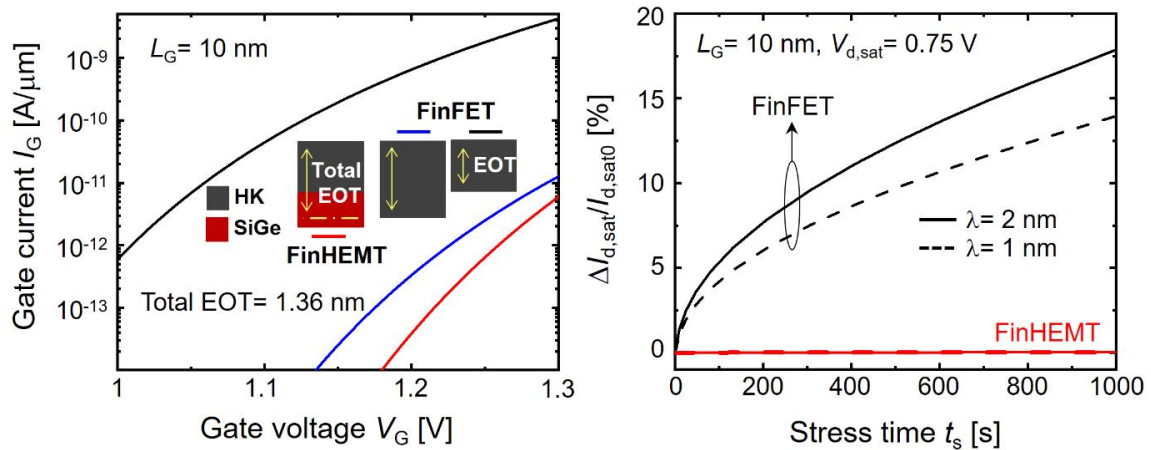 Gate current I_G [A/μm]
10⁻⁹
10⁻¹⁰
10⁻¹¹
10⁻¹²
10⁻¹³
L_G= 10 nm
FinFET
Total
EOT
EOT
HK
SiGe
FinHEMT
Total EOT= 1.36 nm
1
1.1
1.2
1.3
Gate voltage V_G [V]
ΔI_d,sat/I_d,sat0 [%]
20
15
10
5
0
L_G= 10 nm, V_d,sat= 0.75 V
FinFET
λ= 2 nm
λ= 1 nm
FinHEMT
0
200
400
600
800
1000
Stress time t_s [s]